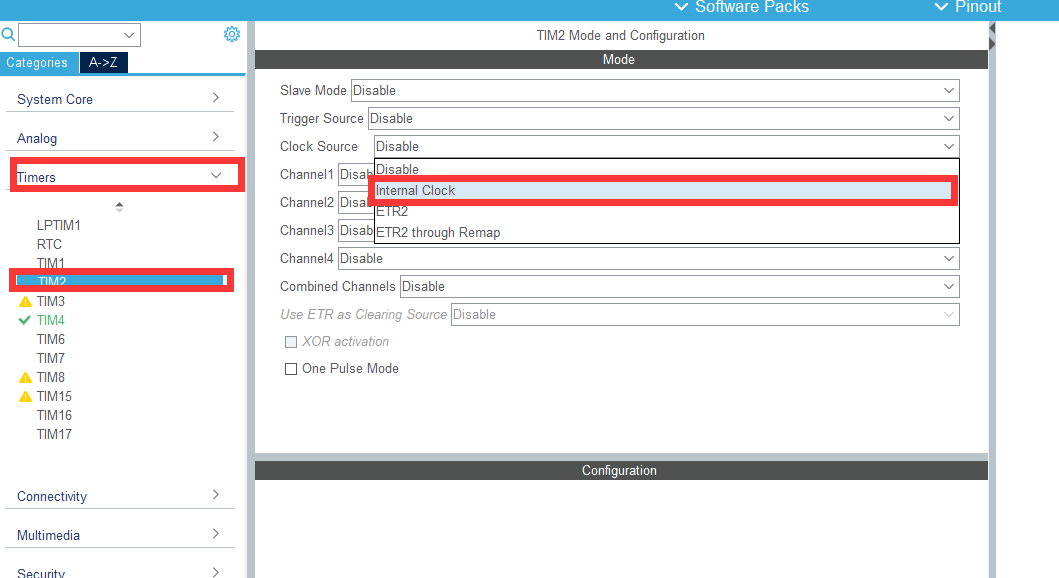 Software Packs
Pinout
Categories
A->Z
System Core
Analog
Timers
LPTIM1
RTC
TIM1
TIM2
TIM3
TIM4
TIM6
TIM7
TIM8
TIM15
TIM16
TIM17
Connectivity
Multimedia
Security
TIM2 Mode and Configuration
Mode
Slave Mode Disable
Trigger Source Disable
Clock Source Disable
Disable
Internal Clock
ETR2
ETR2 through Remap
Channel1 Disab
Channel2 Disab
Channel3 Disab
Channel4 Disable
Combined Channels Disable
Use ETR as Clearing Source Disable
XOR activation
One Pulse Mode
Configuration